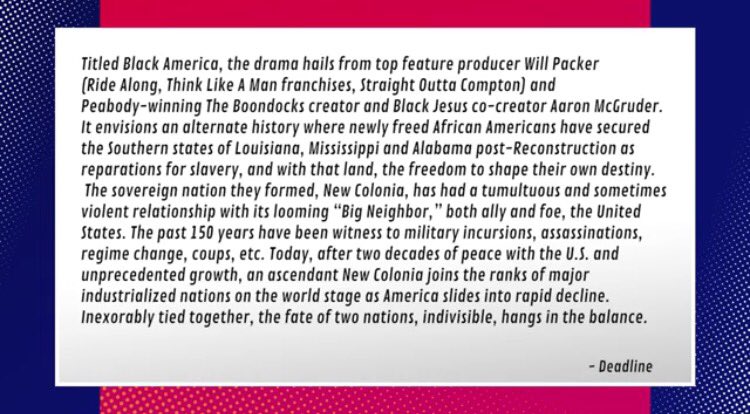 Titled Black America, the drama hails from top feature producer Will Packer
(Ride Along, Think Like A Man franchises, Straight Outta Compton) and
Peabody-winning The Boondocks creator and Black Jesus co-creator Aaron McGruder.
It envisions an alternate history where newly freed African Americans have secured
the Southern states of Louisiana, Mississippi and Alabama post-Reconstruction as
reparations for slavery, and with that land, the freedom to shape their own destiny.
The sovereign nation they formed, New Colonia, has had a tumultuous and sometimes
violent relationship with its looming “Big Neighbor,” both ally and foe, the United
States. The past 150 years have been witness to military incursions, assassinations,
regime change, coups, etc. Today, after two decades of peace with the U.S. and
unprecedented growth, an ascendant New Colonia joins the ranks of major
industrialized nations on the world stage as America slides into rapid decline.
Inexorably tied together, the fate of two nations, indivisible, hangs in the balance.
- Deadline